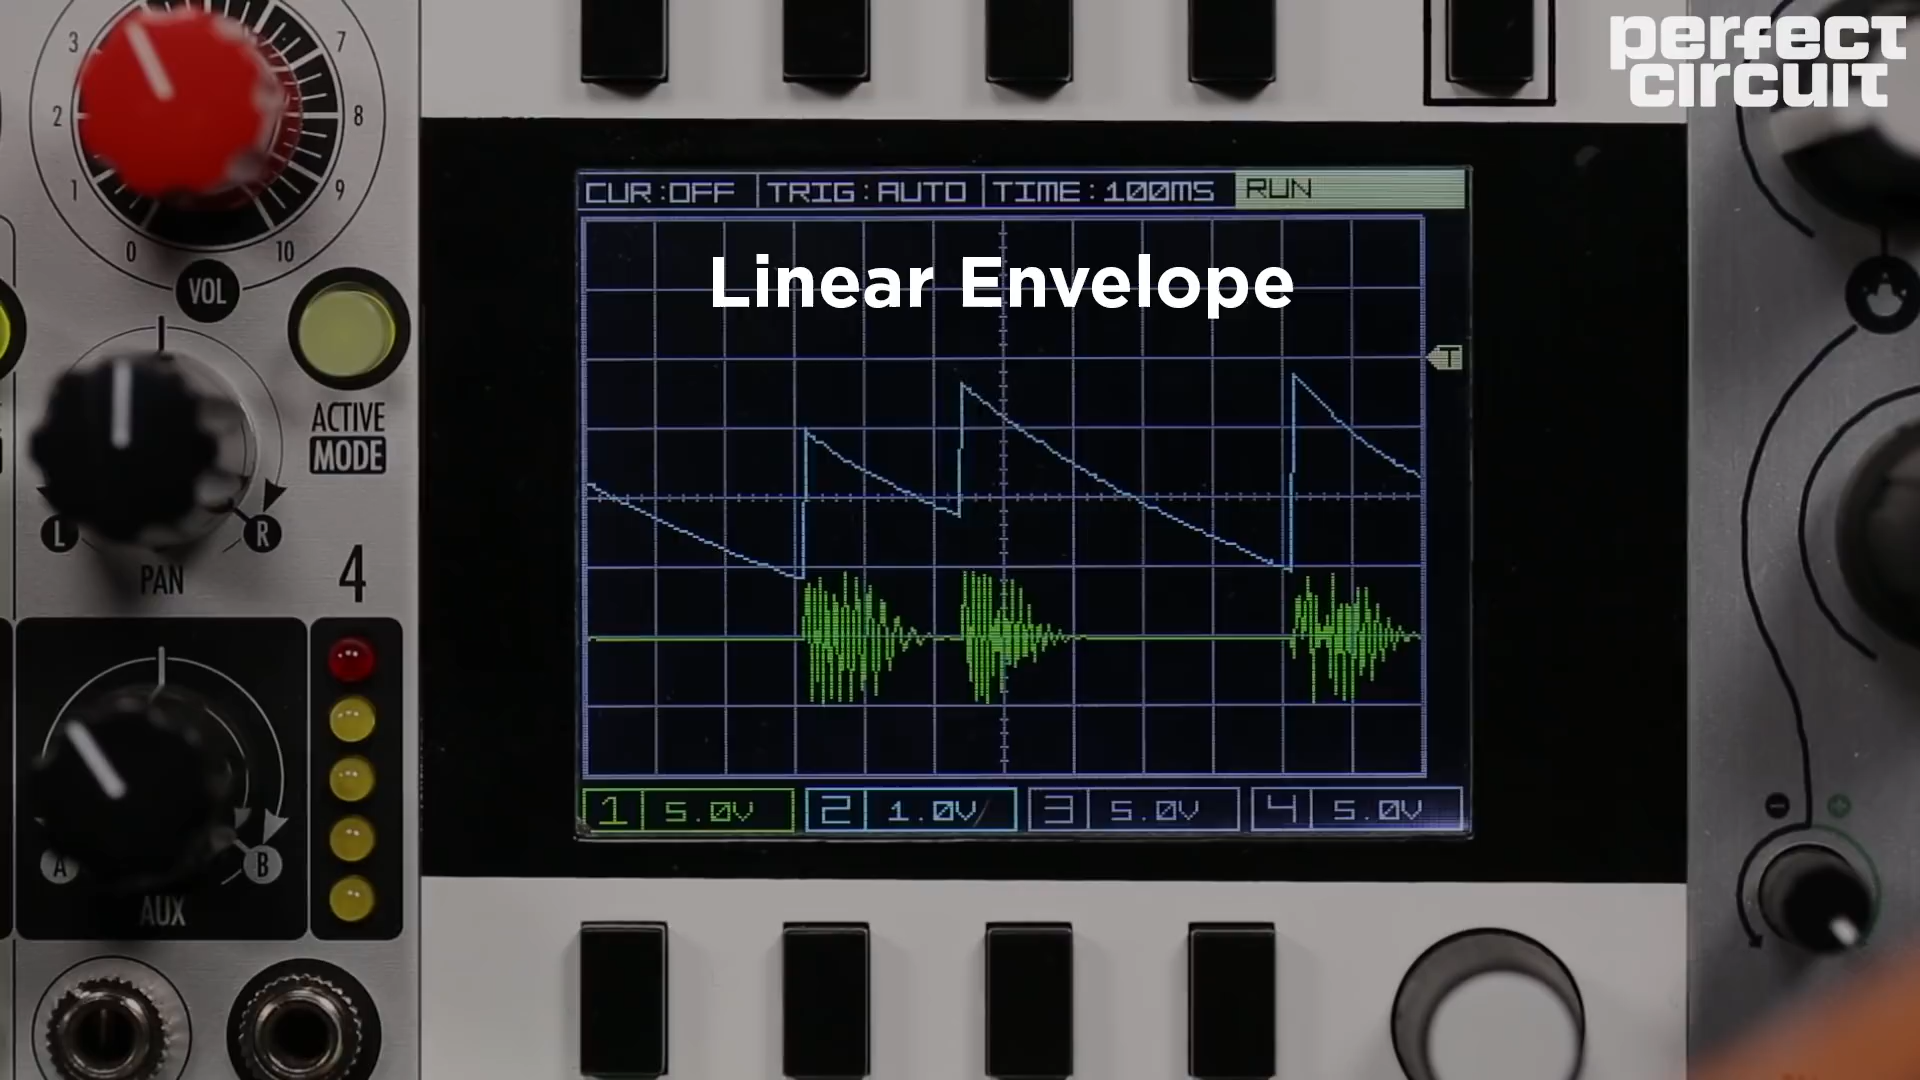 perfect
circuit
CUR:OFF TRIG:AUTO TIME:100MS RUN
Linear Envelope
T
3 7
2 8
1 9
0 10
VOL
ACTIVE
MODE
L R
PAN
4
A B
AUX
1 5.0V 2 1.0V 3 5.0V 4 5.0V